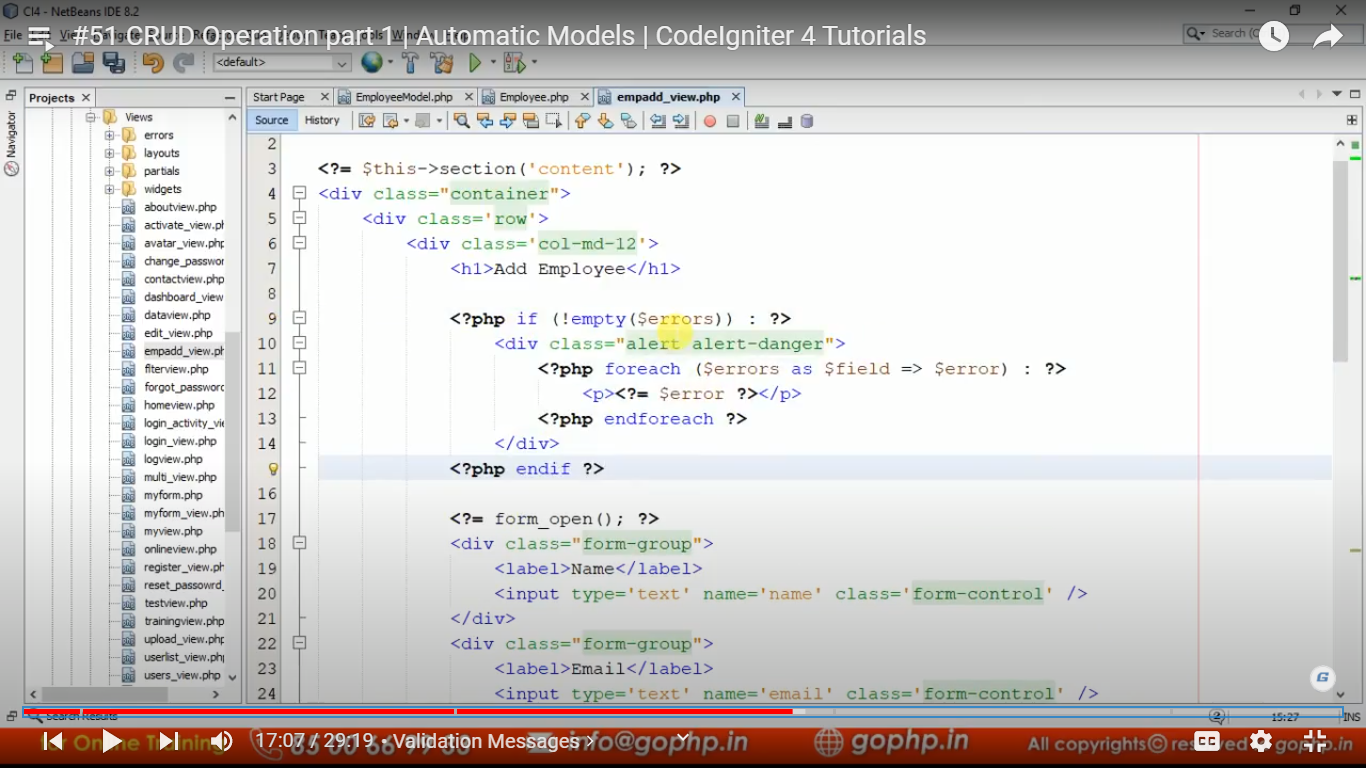 CI4 - NetBeans IDE 8.2
#51 CRUD Operation part 1 | Automatic Models | CodeIgniter 4 Tutorials
File
Search (C
<default>
Projects
Start Page
EmployeeModel.php
Employee.php
empadd_view.php
Navigator
Source
History
Views
errors
layouts
partials
widgets
aboutview.php
activate_view.ph
avatar_view.php
change_passwor
contactview.php
dashboard_view
dataview.php
edit_view.php
empadd_view.ph
flterview.php
forgot_password
homeview.php
login_activity_vie
login_view.php
logview.php
multi_view.php
myform.php
myform_view.ph
myview.php
onlineview.php
register_view.ph
reset_passowrd_
testview.php
trainingview.php
upload_view.php
userlist_view.ph
users_view.php
2
3 <?= $this->section('content'); ?>
4 <div class="container">
5 <div class='row'>
6 <div class='col-md-12'>
7 <h1>Add Employee</h1>
8
9 <?php if (!empty($errors)) : ?>
10 <div class="alert alert-danger">
11 <?php foreach ($errors as $field => $error) : ?>
12 <p><?= $error ?></p>
13 <?php endforeach ?>
14 </div>
<?php endif ?>
16
17 <?= form_open(); ?>
18 <div class="form-group">
19 <label>Name</label>
20 <input type='text' name='name' class='form-control' />
21 </div>
22 <div class="form-group">
23 <label>Email</label>
24 <input type='text' name='email' class='form-control' />
G
Search Results
2
15:27
INS
for Online Training
17:07 / 29:19 • Validation Messages >
info@gophp.in
gophp.in
All copyrights© reserved gophp.in
CC